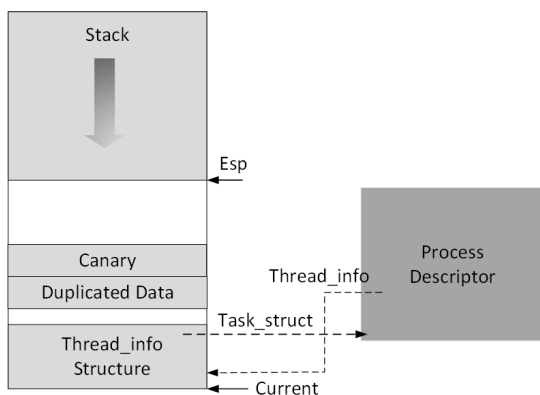 Stack
Esp
Canary
Duplicated Data
Thread_info
Structure
Thread_info
Task_struct
Current
Process
Descriptor